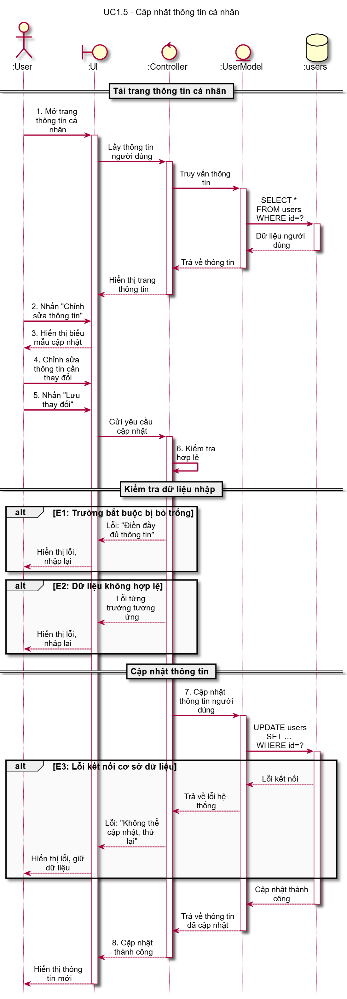 UC1.5 - Cập nhật thông tin cá nhân
:User
:UI
:Controller
:UserModel
:users
Tải trang thông tin cá nhân
1. Mở trang
thông tin cá
nhân
Lấy thông tin
người dùng
Truy vấn thông
tin
SELECT *
FROM users
WHERE id=?
Dữ liệu người
dùng
Trả về thông tin
Hiển thị trang
thông tin
2. Nhấn "Chỉnh
sửa thông tin"
3. Hiển thị biểu
mẫu cập nhật
4. Chỉnh sửa
thông tin cần
thay đổi
5. Nhấn "Lưu
thay đổi"
Gửi yêu cầu
cập nhật
6. Kiểm tra
hợp lệ
Kiểm tra dữ liệu nhập
alt [E1: Trường bắt buộc bị bỏ trống]
Lỗi: "Điền đầy
đủ thông tin"
Hiển thị lỗi,
nhập lại
alt [E2: Dữ liệu không hợp lệ]
Lỗi từng
trường tương
ứng
Hiển thị lỗi,
nhập lại
Cập nhật thông tin
7. Cập nhật
thông tin người
dùng
UPDATE users
SET ...
WHERE id=?
alt [E3: Lỗi kết nối cơ sở dữ liệu]
Lỗi kết nối
Trả về lỗi hệ
thống
Lỗi: "Không thể
cập nhật, thử
lại"
Hiển thị lỗi, giữ
dữ liệu
Cập nhật thành
công
Trả về thông tin
đã cập nhật
8. Cập nhật
thành công
Hiển thị thông
tin mới